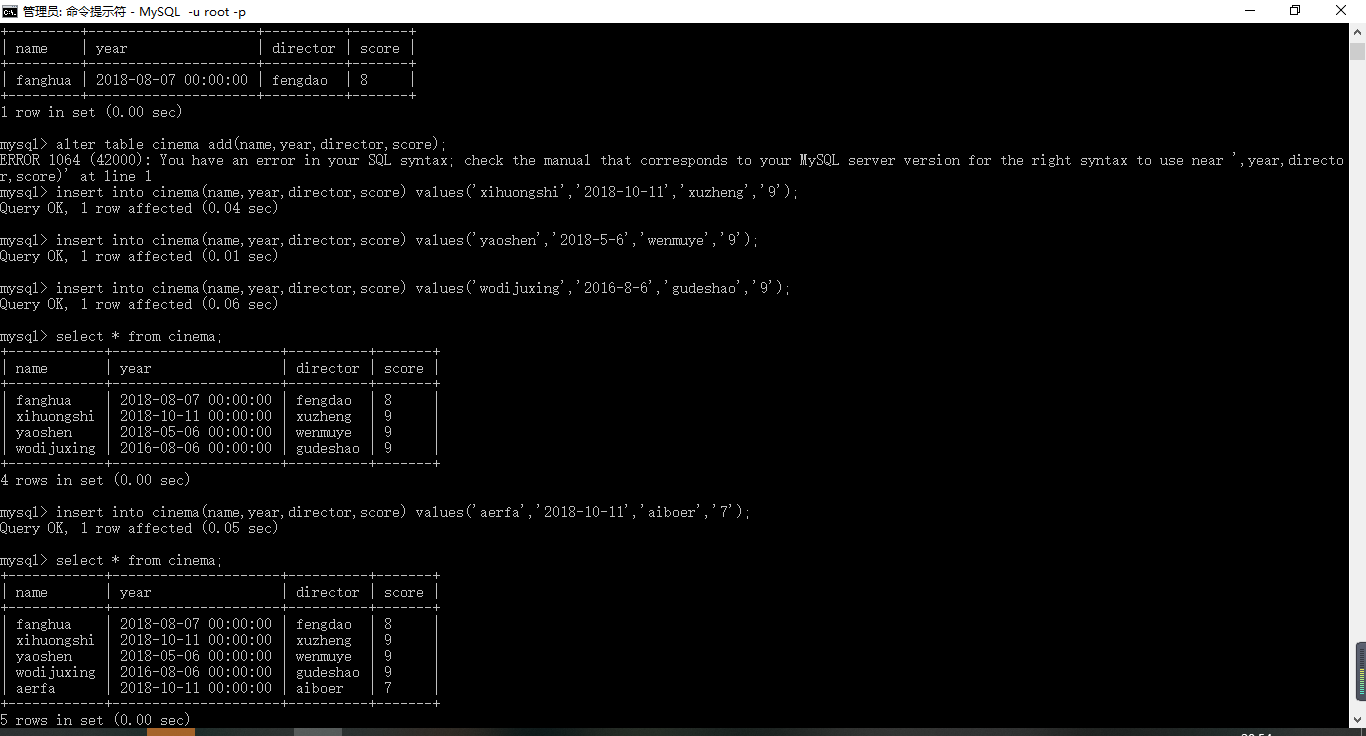 管理员: 命令提示符 - MySQL -u root -p
+---------+---------------------+----------+-------+
| name    | year                | director | score |
+---------+---------------------+----------+-------+
| fanghua | 2018-08-07 00:00:00 | fengdao  | 8     |
+---------+---------------------+----------+-------+
1 row in set (0.00 sec)
mysql> alter table cinema add(name,year,director,score);
ERROR 1064 (42000): You have an error in your SQL syntax; check the manual that corresponds to your MySQL server version for the right syntax to use near ',year,directo
r,score)' at line 1
mysql> insert into cinema(name,year,director,score) values('xihuongshi','2018-10-11','xuzheng','9');
Query OK, 1 row affected (0.04 sec)
mysql> insert into cinema(name,year,director,score) values('yaoshen','2018-5-6','wenmuye','9');
Query OK, 1 row affected (0.01 sec)
mysql> insert into cinema(name,year,director,score) values('wodijuxing','2016-8-6','gudeshao','9');
Query OK, 1 row affected (0.06 sec)
mysql> select * from cinema;
+------------+---------------------+----------+-------+
| name       | year                | director | score |
+------------+---------------------+----------+-------+
| fanghua    | 2018-08-07 00:00:00 | fengdao  | 8     |
| xihuongshi | 2018-10-11 00:00:00 | xuzheng  | 9     |
| yaoshen    | 2018-05-06 00:00:00 | wenmuye  | 9     |
| wodijuxing | 2016-08-06 00:00:00 | gudeshao | 9     |
+------------+---------------------+----------+-------+
4 rows in set (0.00 sec)
mysql> insert into cinema(name,year,director,score) values('aerfa','2018-10-11','aiboer','7');
Query OK, 1 row affected (0.05 sec)
mysql> select * from cinema;
+------------+---------------------+----------+-------+
| name       | year                | director | score |
+------------+---------------------+----------+-------+
| fanghua    | 2018-08-07 00:00:00 | fengdao  | 8     |
| xihuongshi | 2018-10-11 00:00:00 | xuzheng  | 9     |
| yaoshen    | 2018-05-06 00:00:00 | wenmuye  | 9     |
| wodijuxing | 2016-08-06 00:00:00 | gudeshao | 9     |
| aerfa      | 2018-10-11 00:00:00 | aiboer   | 7     |
+------------+---------------------+----------+-------+
5 rows in set (0.00 sec)